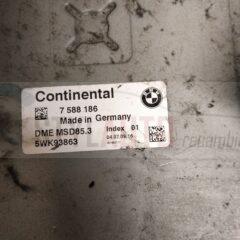 Continental
7 588 186
Made in Germany
DME MSD85.3 Index 01
5WK93863